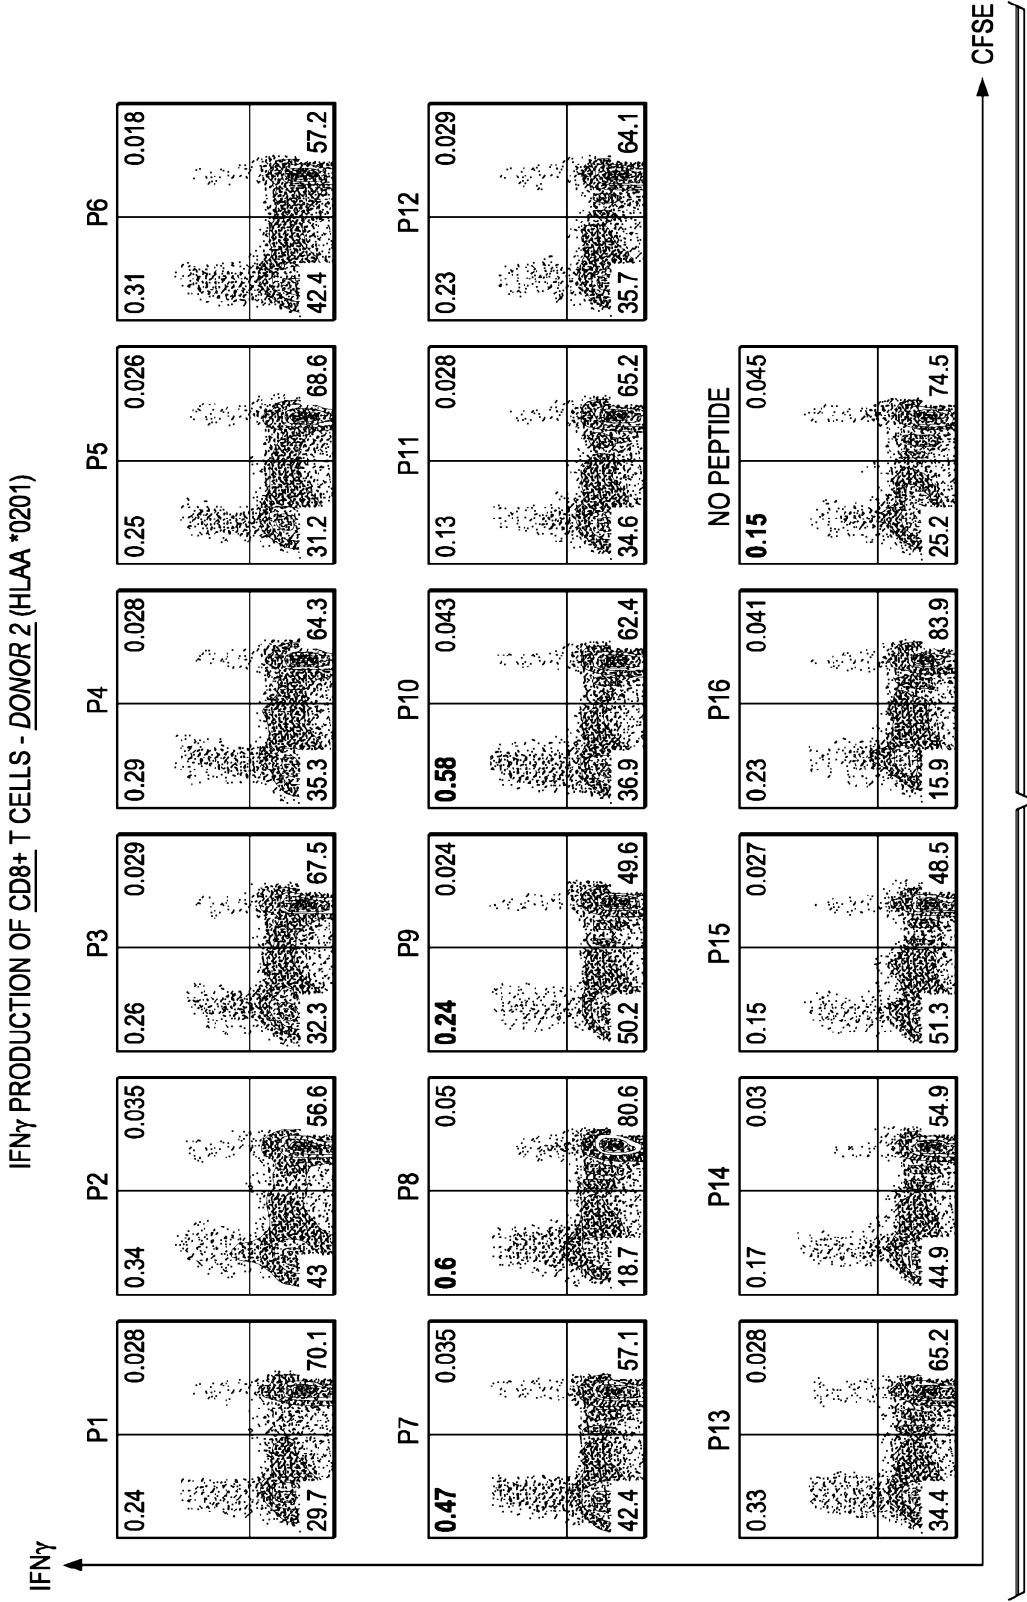 IFNγ PRODUCTION OF CD8+ T CELLS - DONOR 2 (HLAA *0201)
IFNγ
P1 P2 P3 P4 P5 P6
0.24 0.028 0.34 0.035 0.26 0.029 0.29 0.028 0.25 0.026 0.31 0.018
29.7 70.1 43 56.6 32.3 67.5 35.3 64.3 31.2 68.6 42.4 57.2
P7 P8 P9 P10 P11 P12
0.47 0.035 0.6 0.05 0.24 0.024 0.58 0.043 0.13 0.028 0.23 0.029
42.4 57.1 18.7 80.6 50.2 49.6 36.9 62.4 34.6 65.2 35.7 64.1
P13 P14 P15 P16 NO PEPTIDE
0.33 0.028 0.17 0.03 0.15 0.027 0.23 0.041 0.15 0.045
34.4 65.2 44.9 54.9 51.3 48.5 15.9 83.9 25.2 74.5
CFSE